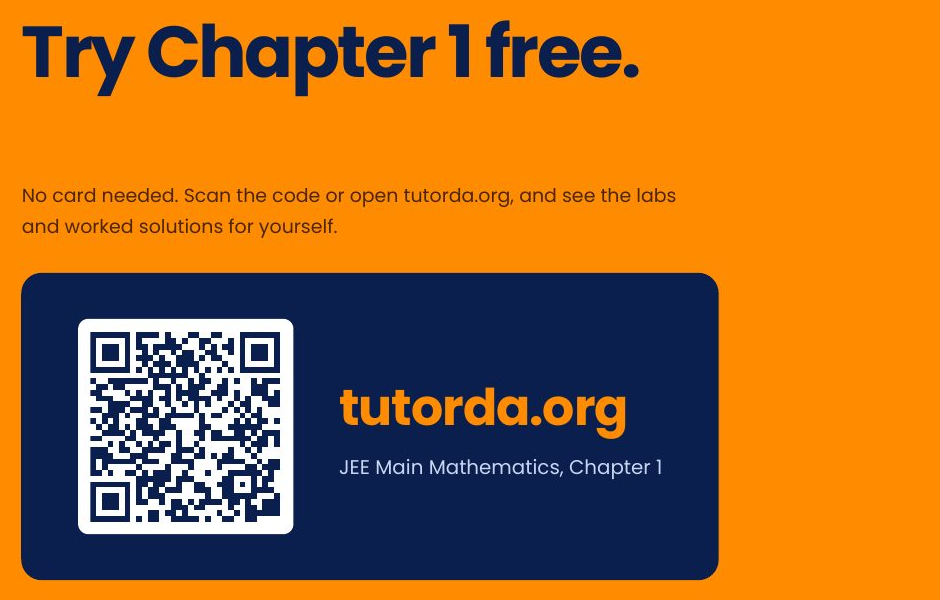 Try Chapter 1 free.
No card needed. Scan the code or open tutorda.org, and see the labs
and worked solutions for yourself.
tutorda.org
JEE Main Mathematics, Chapter 1